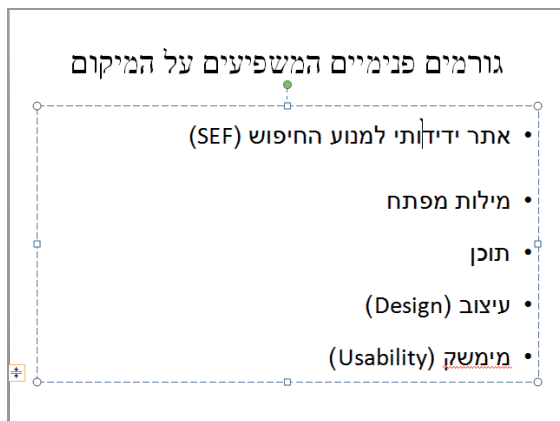 גורמים פנימיים המשפיעים על המיקום
• אתר ידידותי למנוע החיפוש (SEF)
• מילות מפתח
• תוכן
• עיצוב (Design)
• מימשק (Usability)